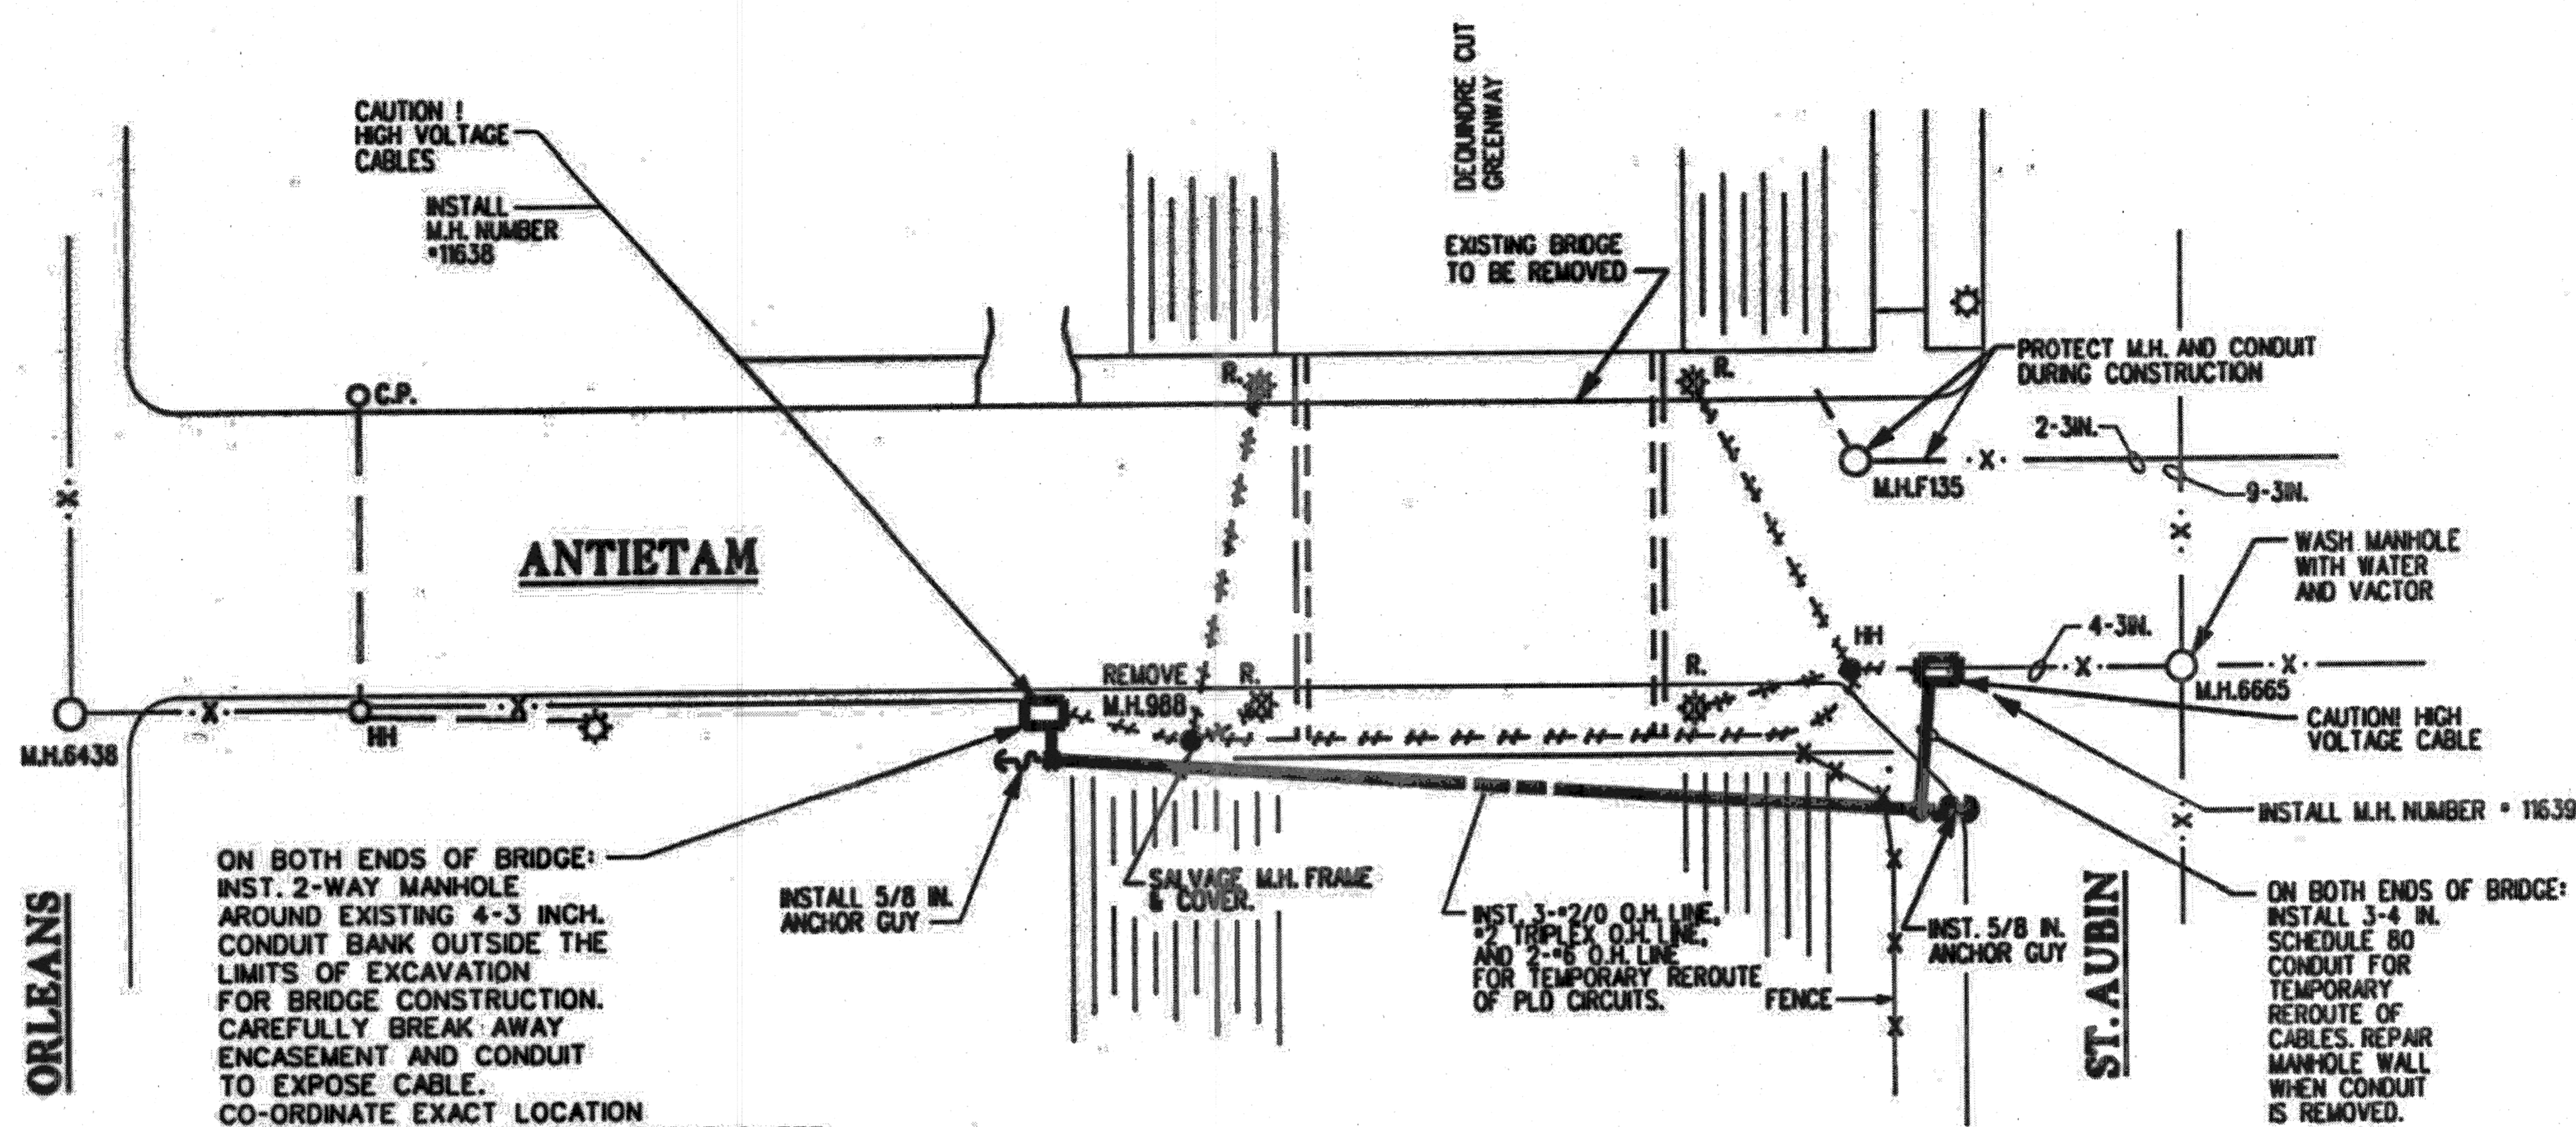 DEQUINDRE CUT
GREENWAY
CAUTION !
HIGH VOLTAGE
CABLES
INSTALL
M.H. NUMBER
#11638
EXISTING BRIDGE
TO BE REMOVED
PROTECT M.H. AND CONDUIT
DURING CONSTRUCTION
R.
R.
C.P.
2-3IN.
9-3IN.
M.H.F135
ANTIETAM
WASH MANHOLE
WITH WATER
AND VACTOR
4-3IN.
HH
REMOVE
M.H.988
R.
R.
M.H.6665
HH
M.H.6438
CAUTION! HIGH
VOLTAGE CABLE
INSTALL M.H. NUMBER # 11639
ON BOTH ENDS OF BRIDGE:
INST. 2-WAY MANHOLE
AROUND EXISTING 4-3 INCH.
CONDUIT BANK OUTSIDE THE
LIMITS OF EXCAVATION
FOR BRIDGE CONSTRUCTION.
CAREFULLY BREAK AWAY
ENCASEMENT AND CONDUIT
TO EXPOSE CABLE.
CO-ORDINATE EXACT LOCATION
INSTALL 5/8 IN.
ANCHOR GUY
SALVAGE M.H. FRAME
& COVER.
INST. 3-#2/0 O.H. LINE,
#2 TRIPLEX O.H. LINE,
AND 2-#6 O.H. LINE
FOR TEMPORARY REROUTE
OF PLD CIRCUITS.
FENCE
INST. 5/8 IN.
ANCHOR GUY
ON BOTH ENDS OF BRIDGE:
INSTALL 3-4 IN.
SCHEDULE 80
CONDUIT FOR
TEMPORARY
REROUTE OF
CABLES. REPAIR
MANHOLE WALL
WHEN CONDUIT
IS REMOVED.
ORLEANS
ST. AUBIN